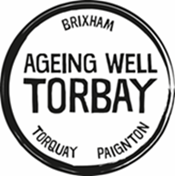 BRIXHAM
AGEING WELL
TORBAY
TORQUAY PAIGNTON